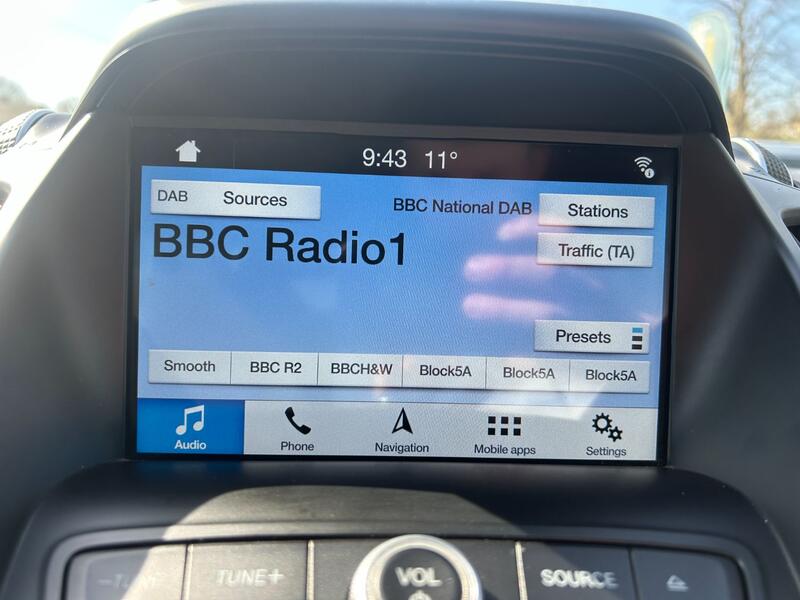 9:43 11°
DAB Sources
BBC National DAB
Stations
BBC Radio1
Traffic (TA)
Presets
Smooth
BBC R2
BBCH&W
Block5A
Block5A
Block5A
Audio
Phone
Navigation
Mobile apps
Settings
-TUNE
TUNE+
VOL
SOURCE